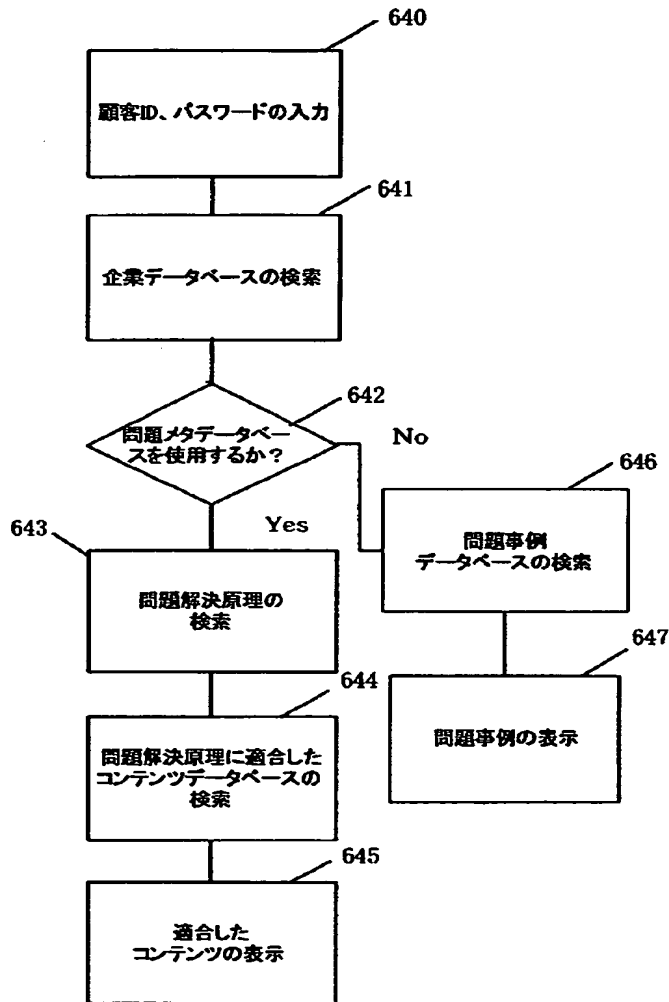 640
顧客ID、パスワードの入力
641
企業データベースの検索
642
問題メタデータベー
スを使用するか？
No
Yes
643
問題解決原理の
検索
644
問題解決原理に適合した
コンテンツデータベースの
検索
645
適合した
コンテンツの表示
646
問題事例
データベースの検索
647
問題事例の表示